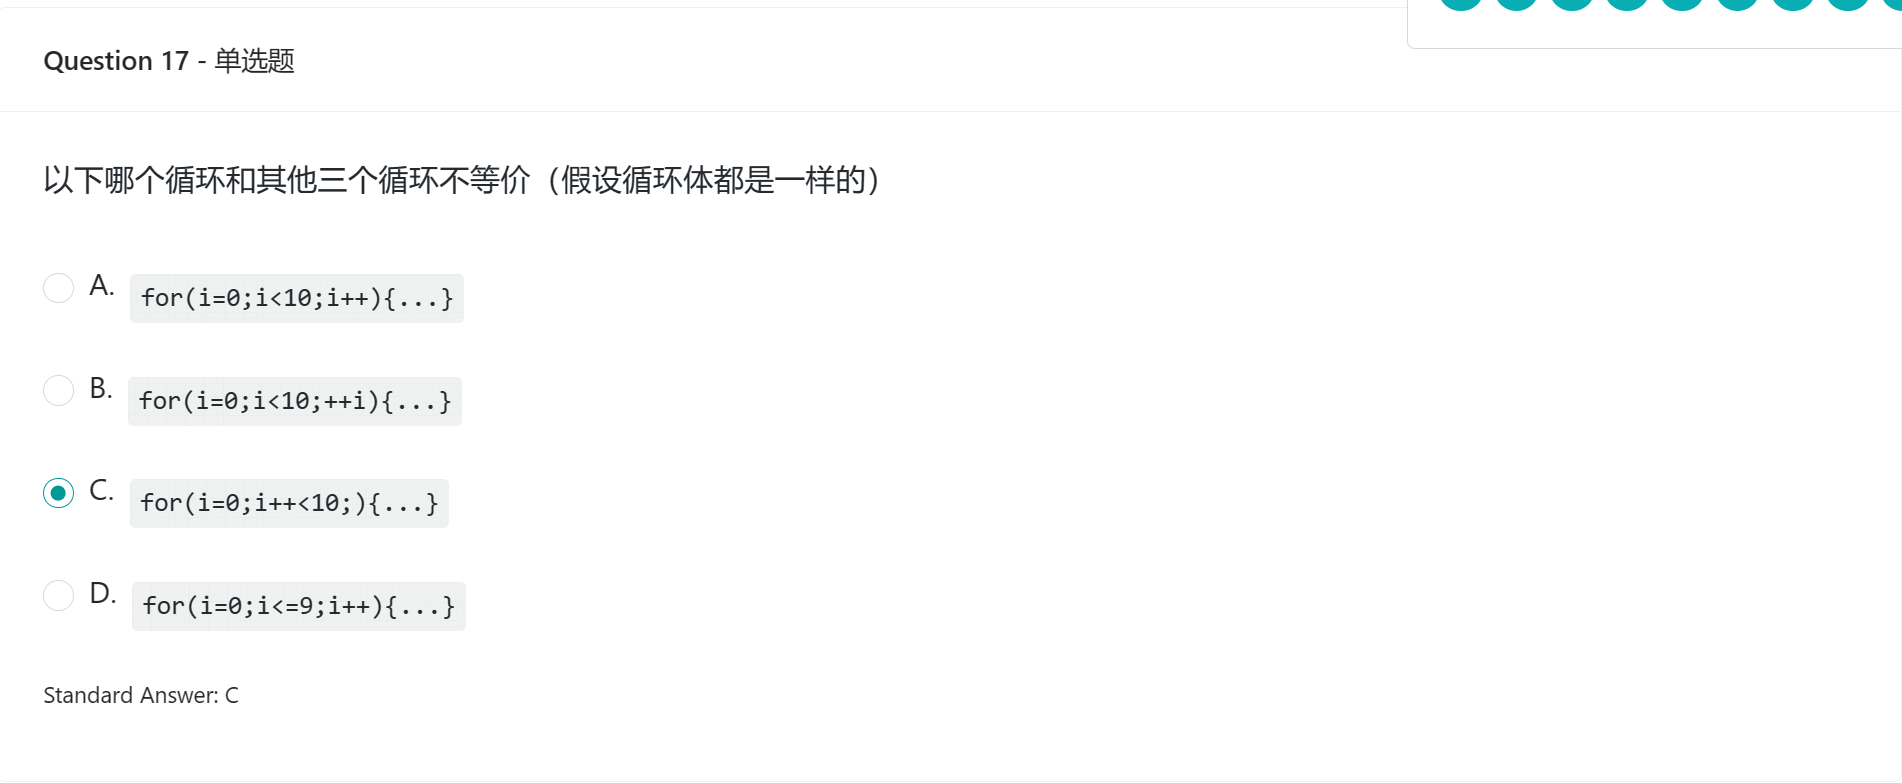 Question 17 - 单选题
以下哪个循环和其他三个循环不等价（假设循环体都是一样的）
A. for(i=0;i<10;i++){...}
B. for(i=0;i<10;++i){...}
C. for(i=0;i++<10;){...}
D. for(i=0;i<=9;i++){...}
Standard Answer: C